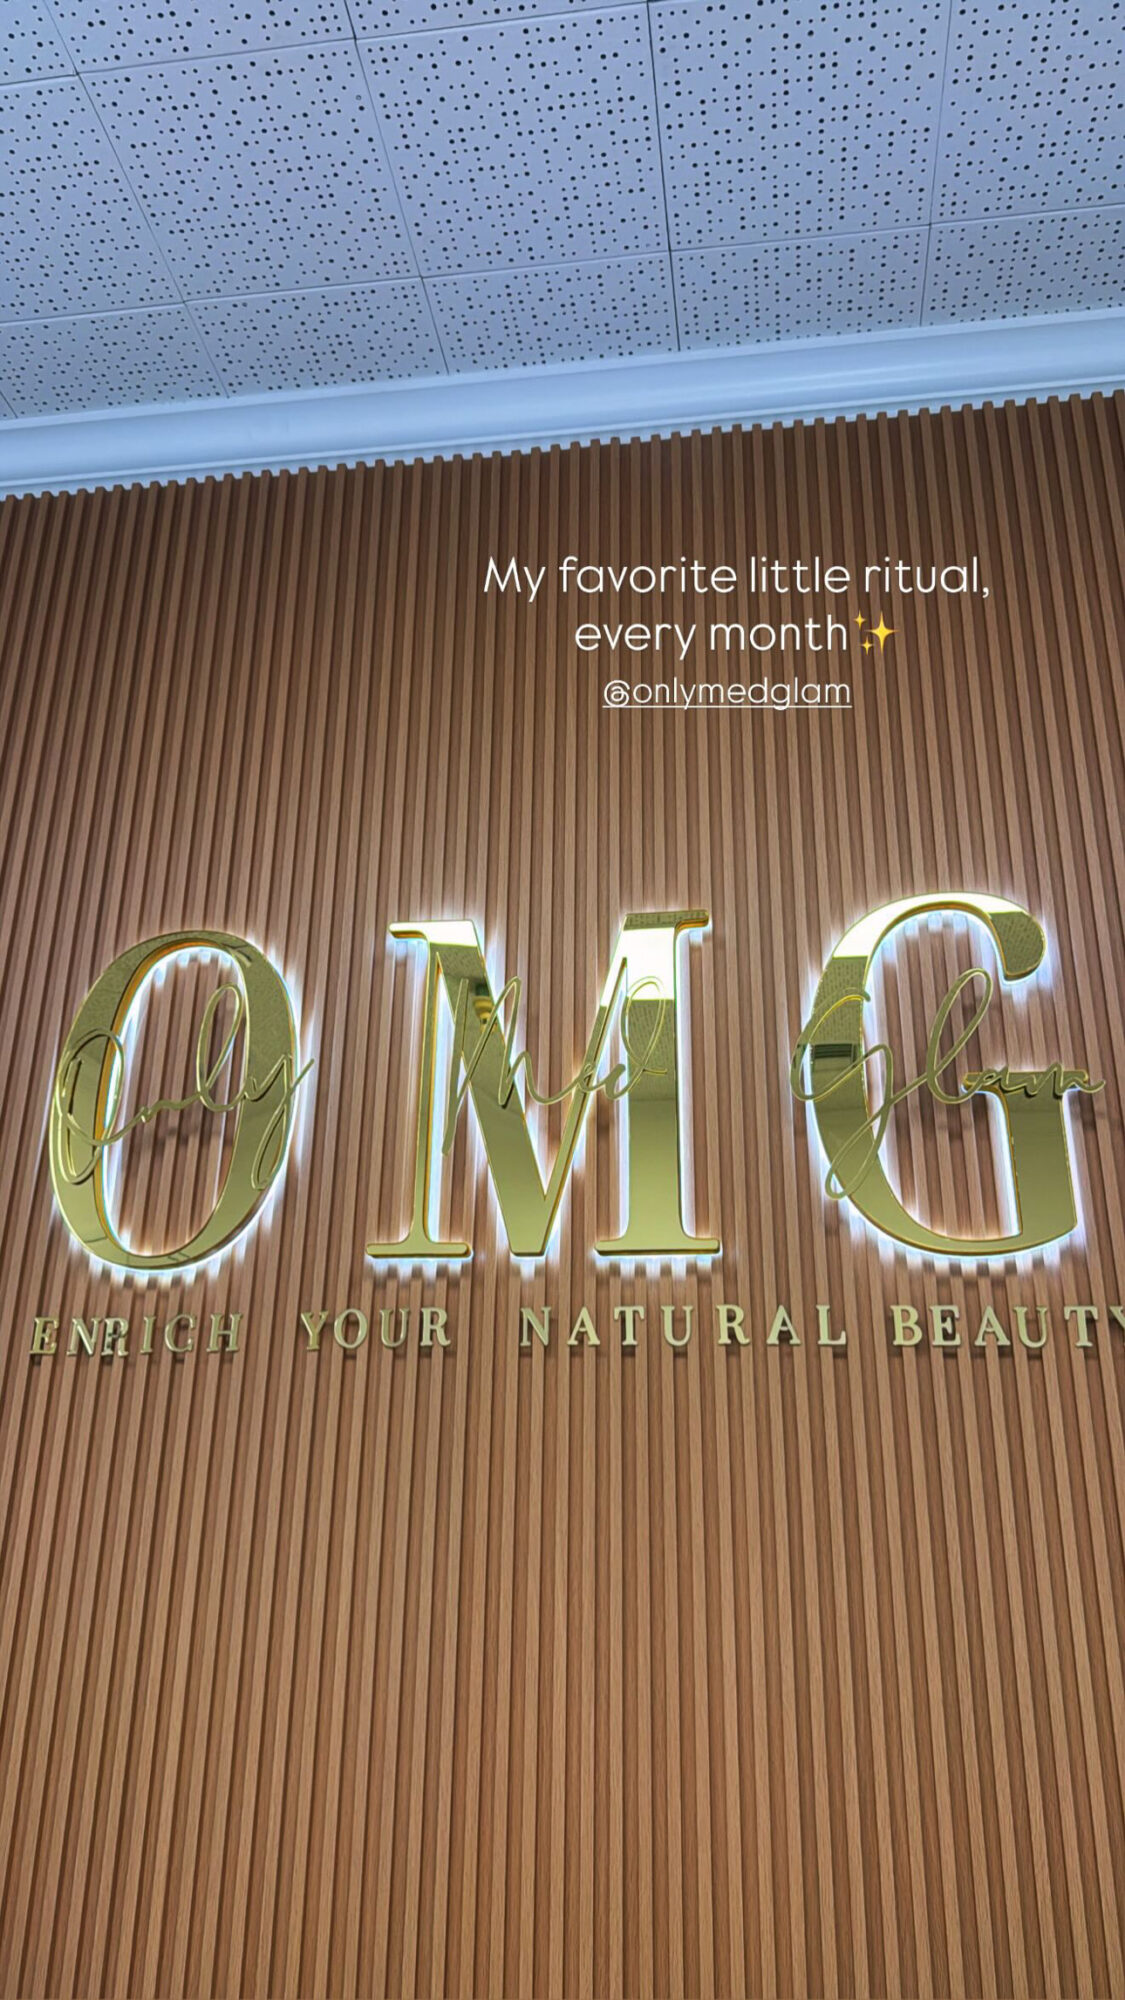 My favorite little ritual,
every month✨
@onlymedglam
OMG
Only Med Glam
ENRICH YOUR NATURAL BEAUTY